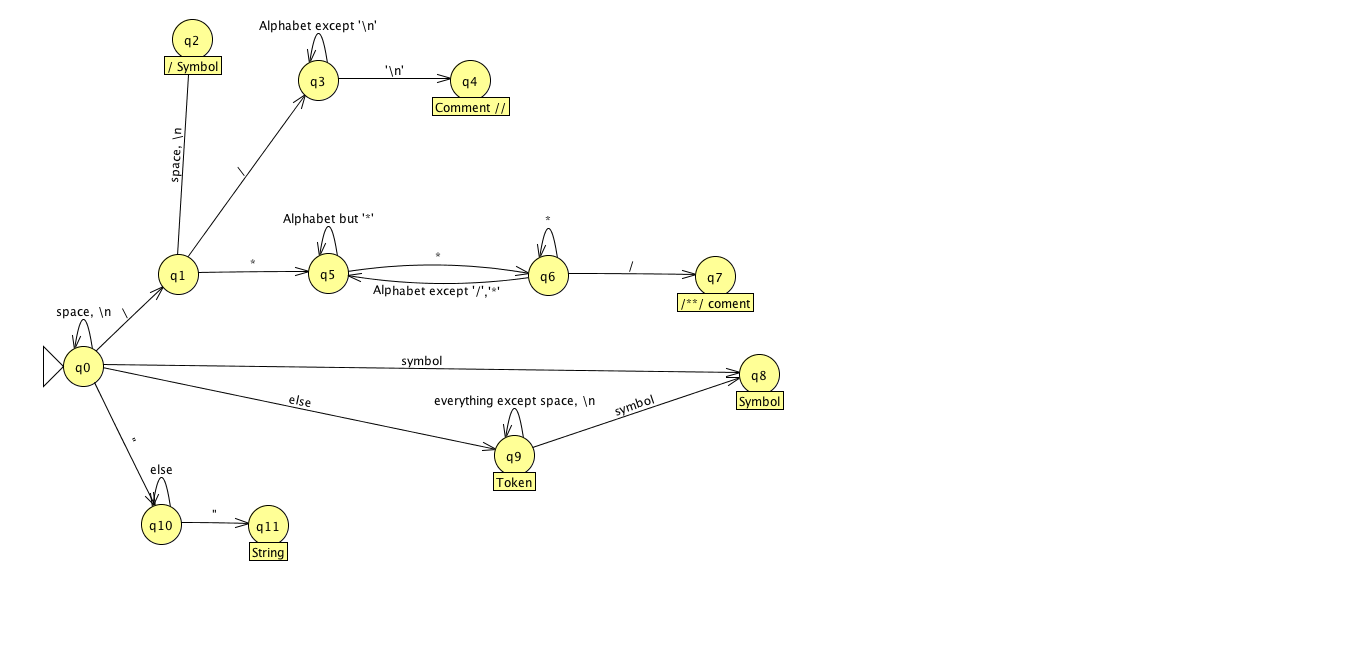 Alphabet except '\n'
q2
/ Symbol
q3
'\n'
q4
Comment //
space, \n
\
Alphabet but '*'
*
q1
*
q5
*
Alphabet except '/','*'
q6
/
q7
/**/ coment
space, \n
\
q0
symbol
q8
Symbol
else
everything except space, \n
symbol
q9
Token
"
else
q10
"
q11
String